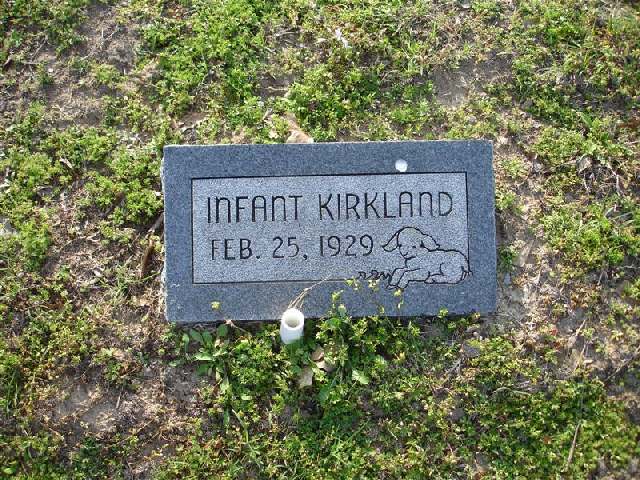 INFANT KIRKLAND
FEB. 25, 1929